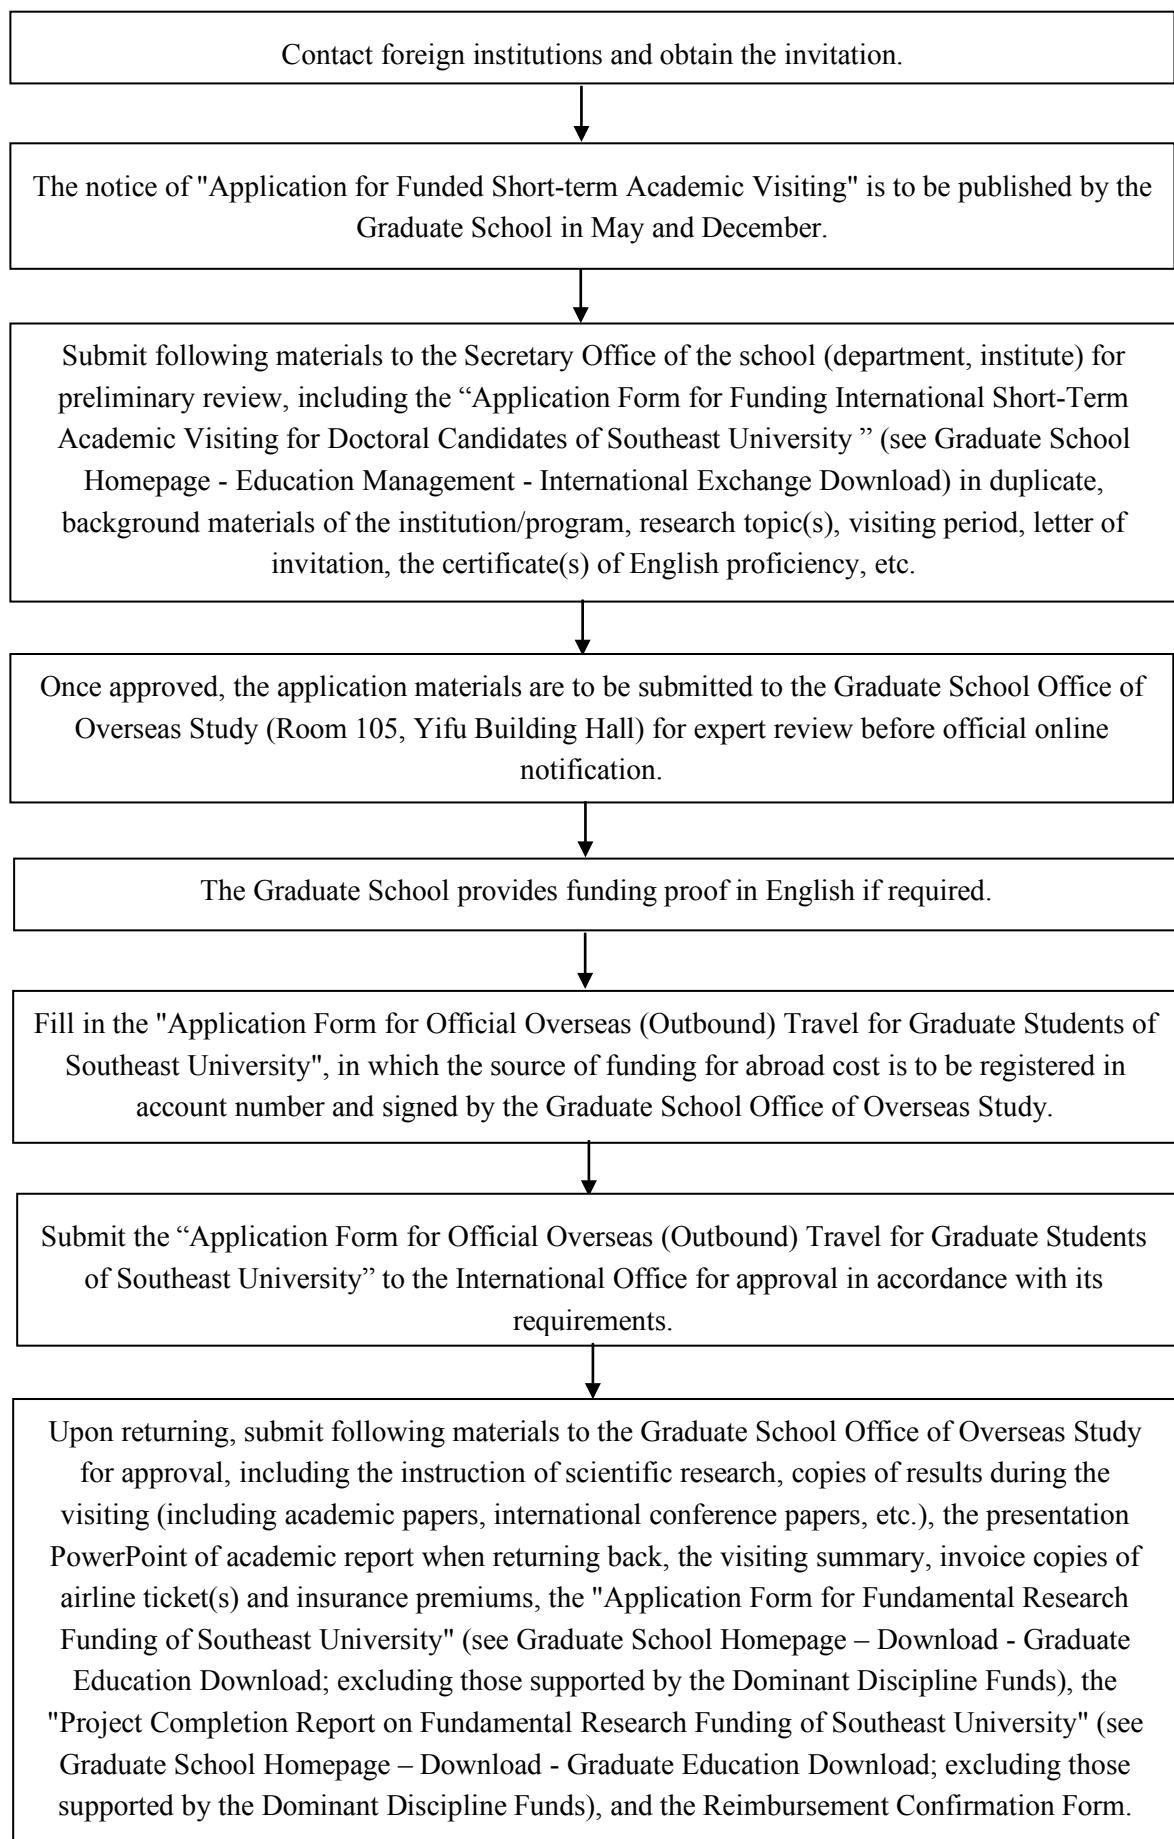 Contact foreign institutions and obtain the invitation.
The notice of "Application for Funded Short-term Academic Visiting" is to be published by the
Graduate School in May and December.
Submit following materials to the Secretary Office of the school (department, institute) for
preliminary review, including the “Application Form for Funding International Short-Term
Academic Visiting for Doctoral Candidates of Southeast University ” (see Graduate School
Homepage - Education Management - International Exchange Download) in duplicate,
background materials of the institution/program, research topic(s), visiting period, letter of
invitation, the certificate(s) of English proficiency, etc.
Once approved, the application materials are to be submitted to the Graduate School Office of
Overseas Study (Room 105, Yifu Building Hall) for expert review before official online
notification.
The Graduate School provides funding proof in English if required.
Fill in the "Application Form for Official Overseas (Outbound) Travel for Graduate Students of
Southeast University", in which the source of funding for abroad cost is to be registered in
account number and signed by the Graduate School Office of Overseas Study.
Submit the “Application Form for Official Overseas (Outbound) Travel for Graduate Students
of Southeast University” to the International Office for approval in accordance with its
requirements.
Upon returning, submit following materials to the Graduate School Office of Overseas Study
for approval, including the instruction of scientific research, copies of results during the
visiting (including academic papers, international conference papers, etc.), the presentation
PowerPoint of academic report when returning back, the visiting summary, invoice copies of
airline ticket(s) and insurance premiums, the "Application Form for Fundamental Research
Funding of Southeast University" (see Graduate School Homepage – Download - Graduate
Education Download; excluding those supported by the Dominant Discipline Funds), the
"Project Completion Report on Fundamental Research Funding of Southeast University" (see
Graduate School Homepage – Download - Graduate Education Download; excluding those
supported by the Dominant Discipline Funds), and the Reimbursement Confirmation Form.